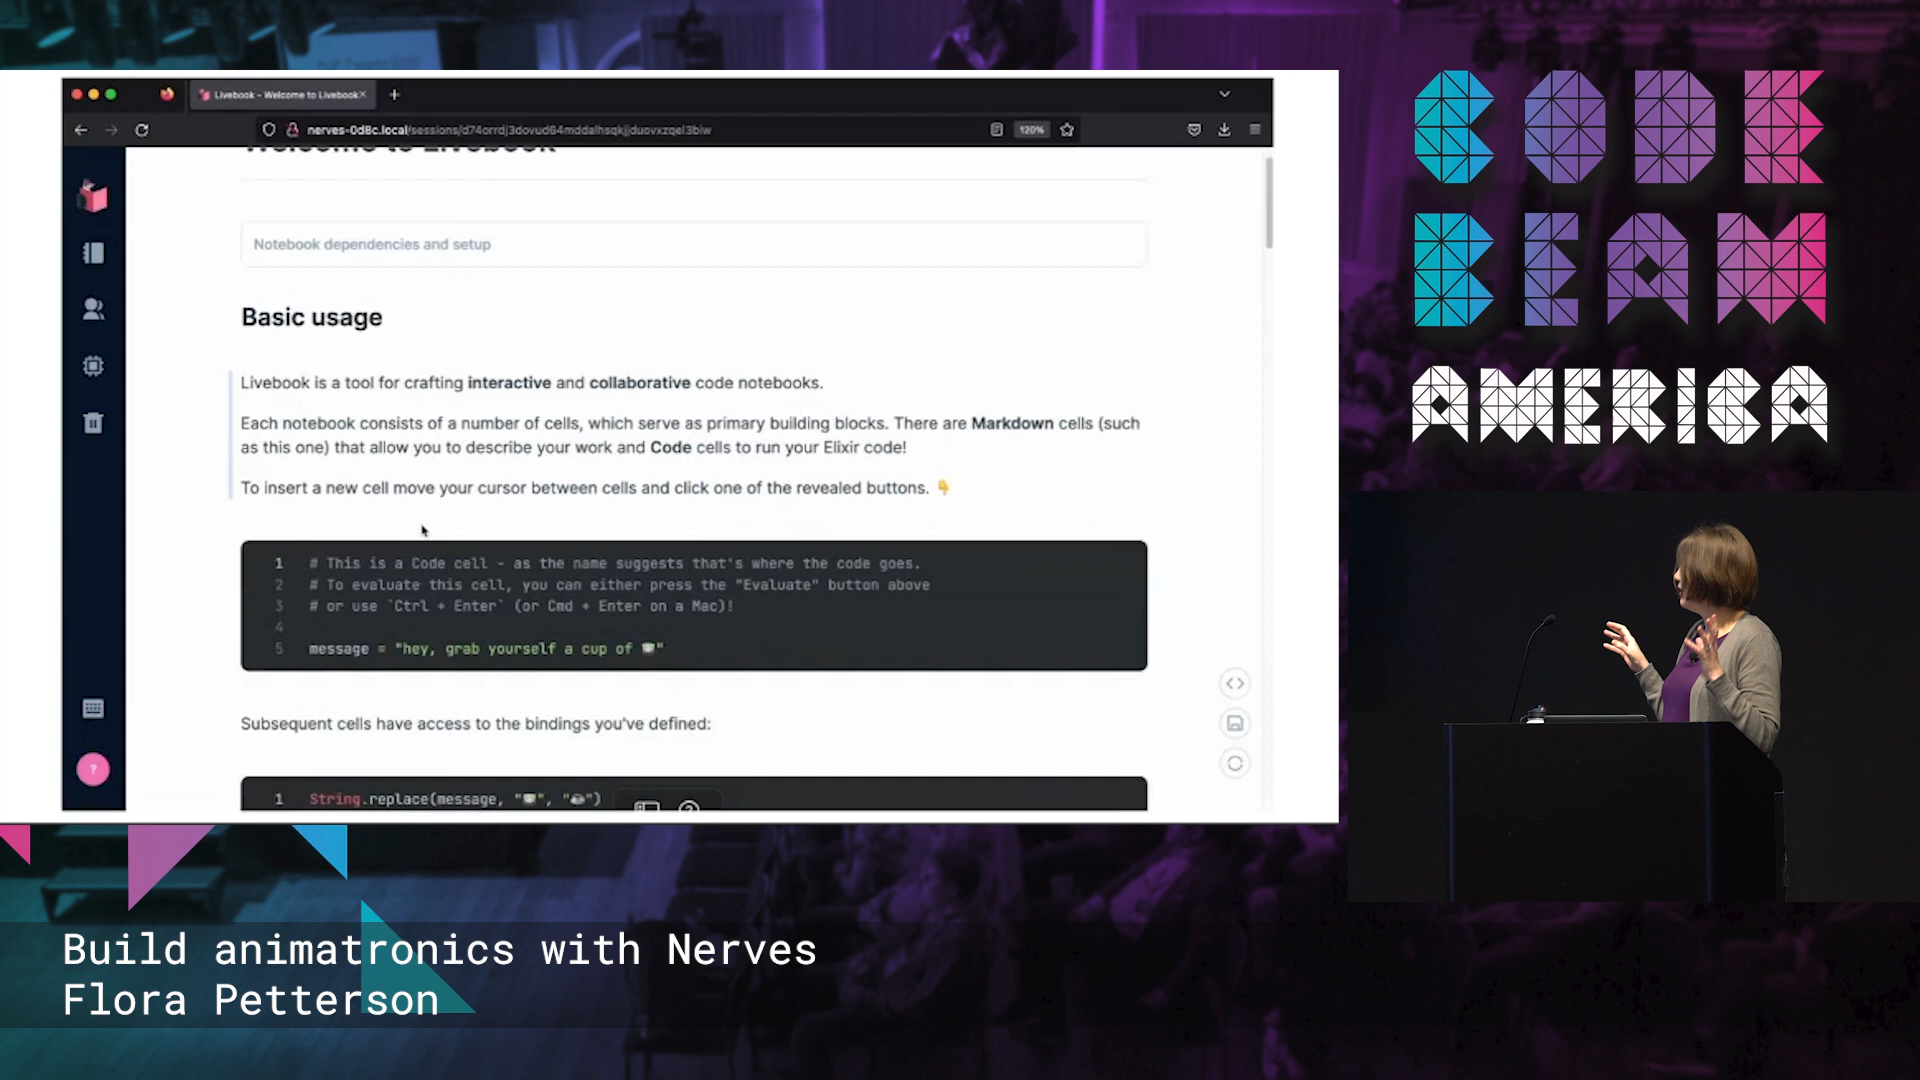 Livebook - Welcome to Livebook
nerves-0d8c.local/sessions/
120%
Welcome to Livebook
Notebook dependencies and setup
Basic usage
Livebook is a tool for crafting interactive and collaborative code notebooks.
Each notebook consists of a number of cells, which serve as primary building blocks. There are Markdown cells (such
as this one) that allow you to describe your work and Code cells to run your Elixir code!
To insert a new cell move your cursor between cells and click one of the revealed buttons. 👇
1 # This is a Code cell - as the name suggests that's where the code goes.
2 # To evaluate this cell, you can either press the "Evaluate" button above
3 # or use `Ctrl + Enter` (or Cmd + Enter on a Mac)!
4
5 message = "hey, grab yourself a cup of 🍵"
Subsequent cells have access to the bindings you've defined:
1 String.replace(message, "🍵", "☕")
?
CODE
BEAM
AMERICA
Build animatronics with Nerves
Flora Petterson